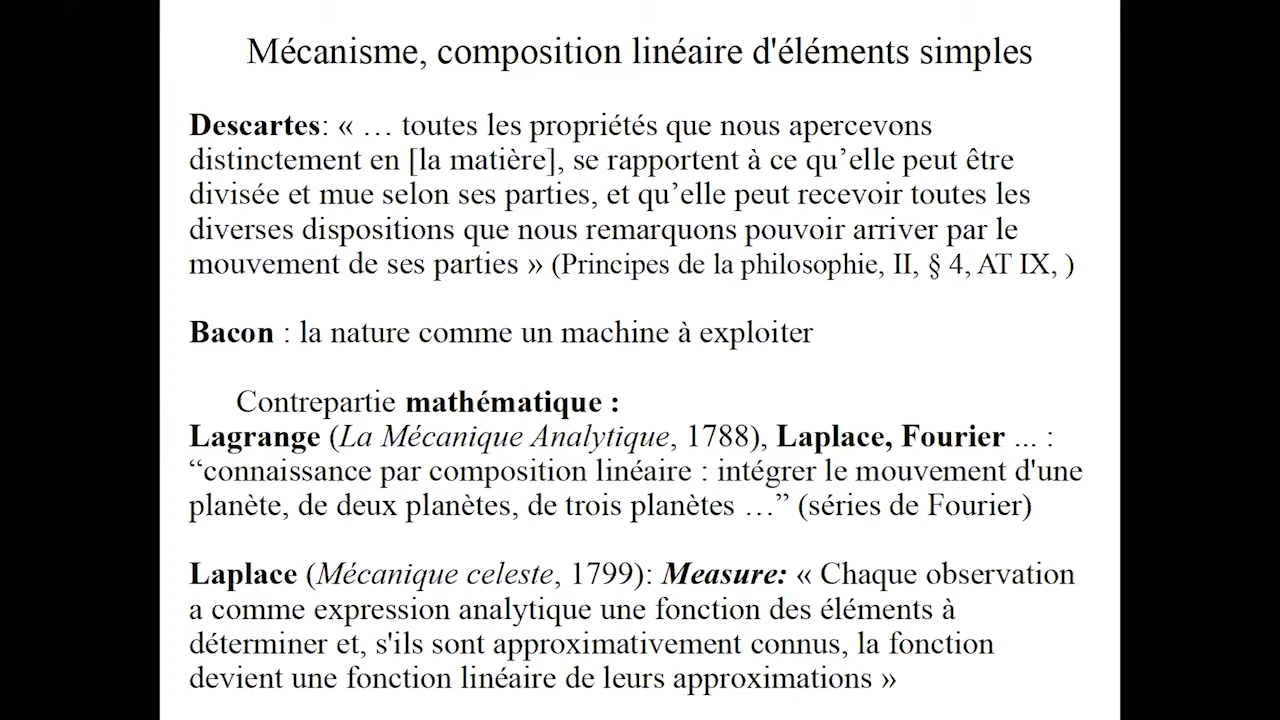 Mécanisme, composition linéaire d'éléments simples
Descartes: « … toutes les propriétés que nous apercevons
distinctement en [la matière], se rapportent à ce qu’elle peut être
divisée et mue selon ses parties, et qu’elle peut recevoir toutes les
diverses dispositions que nous remarquons pouvoir arriver par le
mouvement de ses parties » (Principes de la philosophie, II, § 4, AT IX, )
Bacon : la nature comme un machine à exploiter
Contrepartie mathématique :
Lagrange (La Mécanique Analytique, 1788), Laplace, Fourier ... :
“connaissance par composition linéaire : intégrer le mouvement d'une
planète, de deux planètes, de trois planètes …” (séries de Fourier)
Laplace (Mécanique celeste, 1799): Measure: « Chaque observation
a comme expression analytique une fonction des éléments à
déterminer et, s'ils sont approximativement connus, la fonction
devient une fonction linéaire de leurs approximations »